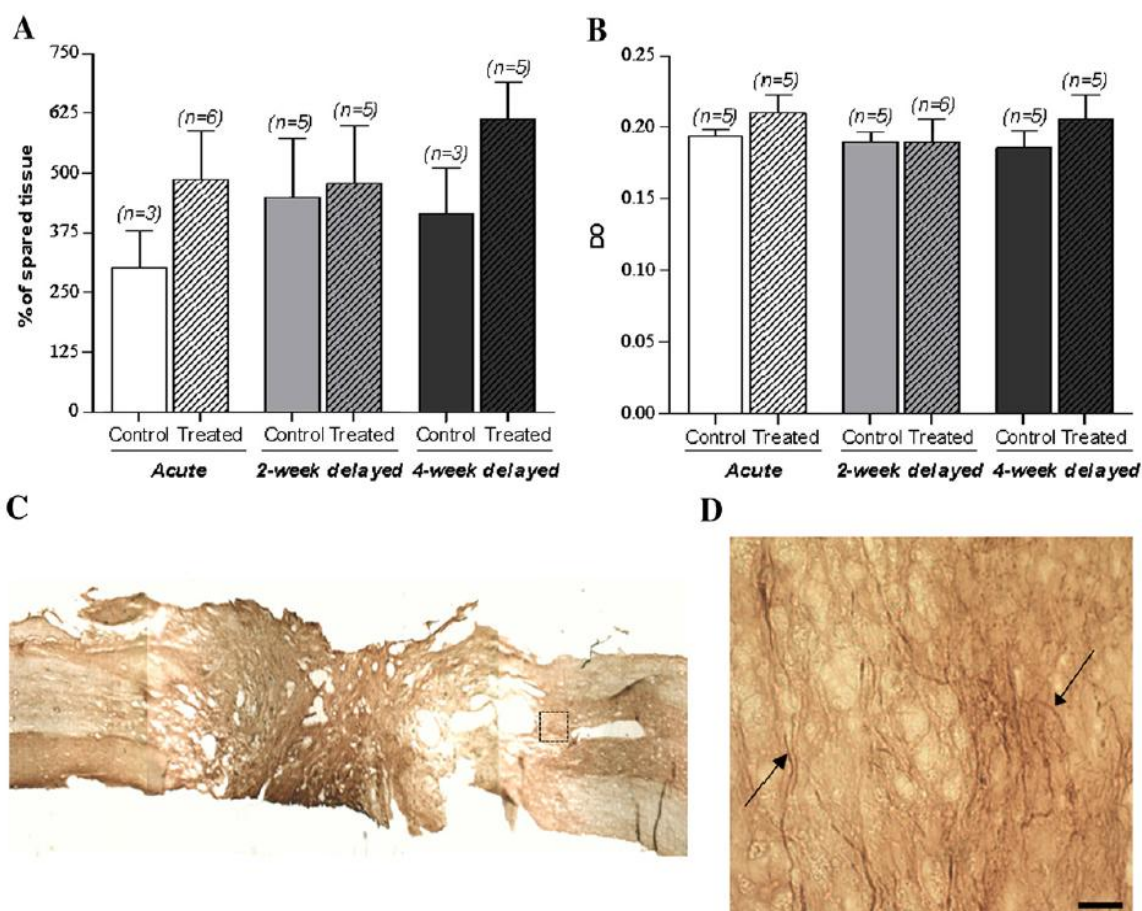 A
750
625
500
375
250
125
0
% of spared tissue
(n=3)
(n=6)
(n=5)
(n=5)
(n=3)
(n=5)
Control Treated Control Treated Control Treated
Acute 2-week delayed 4-week delayed
B
0.25
0.20
0.15
0.10
0.05
0.00
DO
(n=5)
(n=5)
(n=5)
(n=6)
(n=5)
(n=5)
Control Treated Control Treated Control Treated
Acute 2-week delayed 4-week delayed
C
D